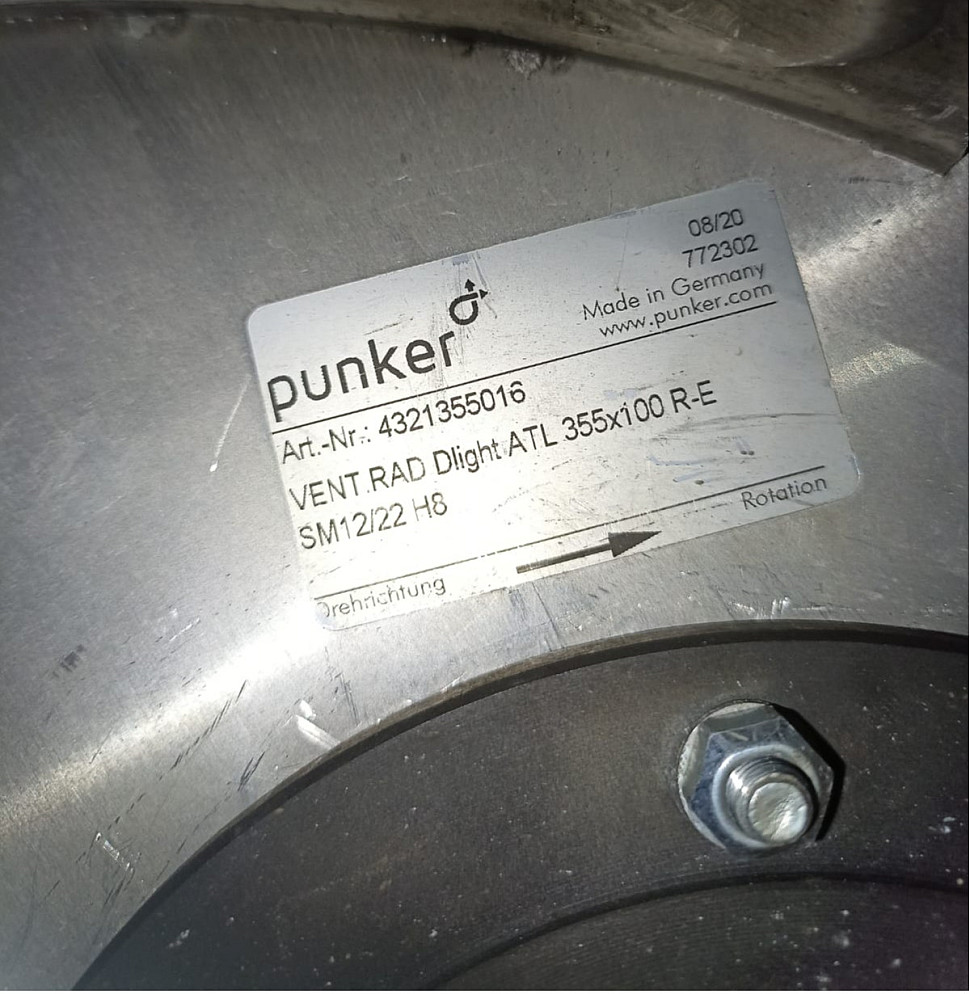 08/20
772302
Made in Germany
www.punker.com
punker
Art.-Nr.: 4321355016
VENT.RAD Dlight ATL 355x100 R-E
SM12/22 H8
Drehrichtung
Rotation